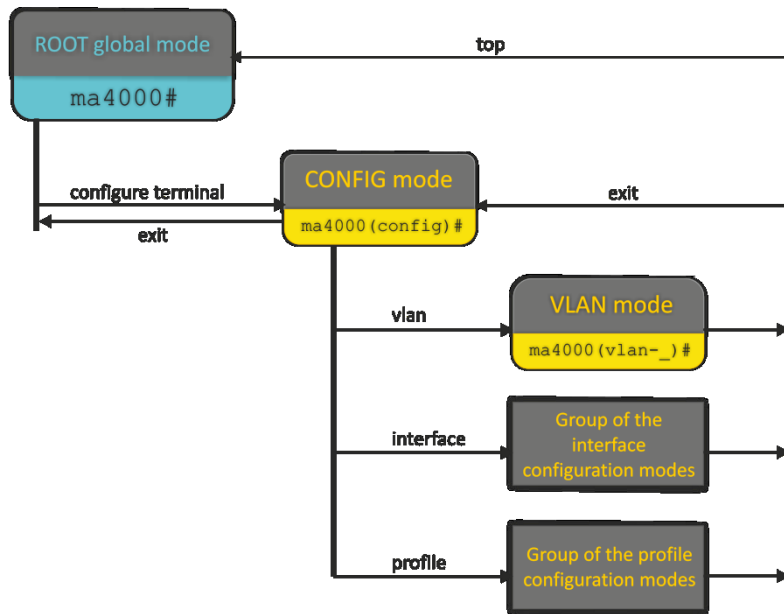 ROOT global mode
top
ma4000#
configure terminal
exit
CONFIG mode
exit
ma4000(config)#
vlan
VLAN mode
ma4000(vlan-_)#
interface
Group of the
interface
configuration modes
profile
Group of the profile
configuration modes